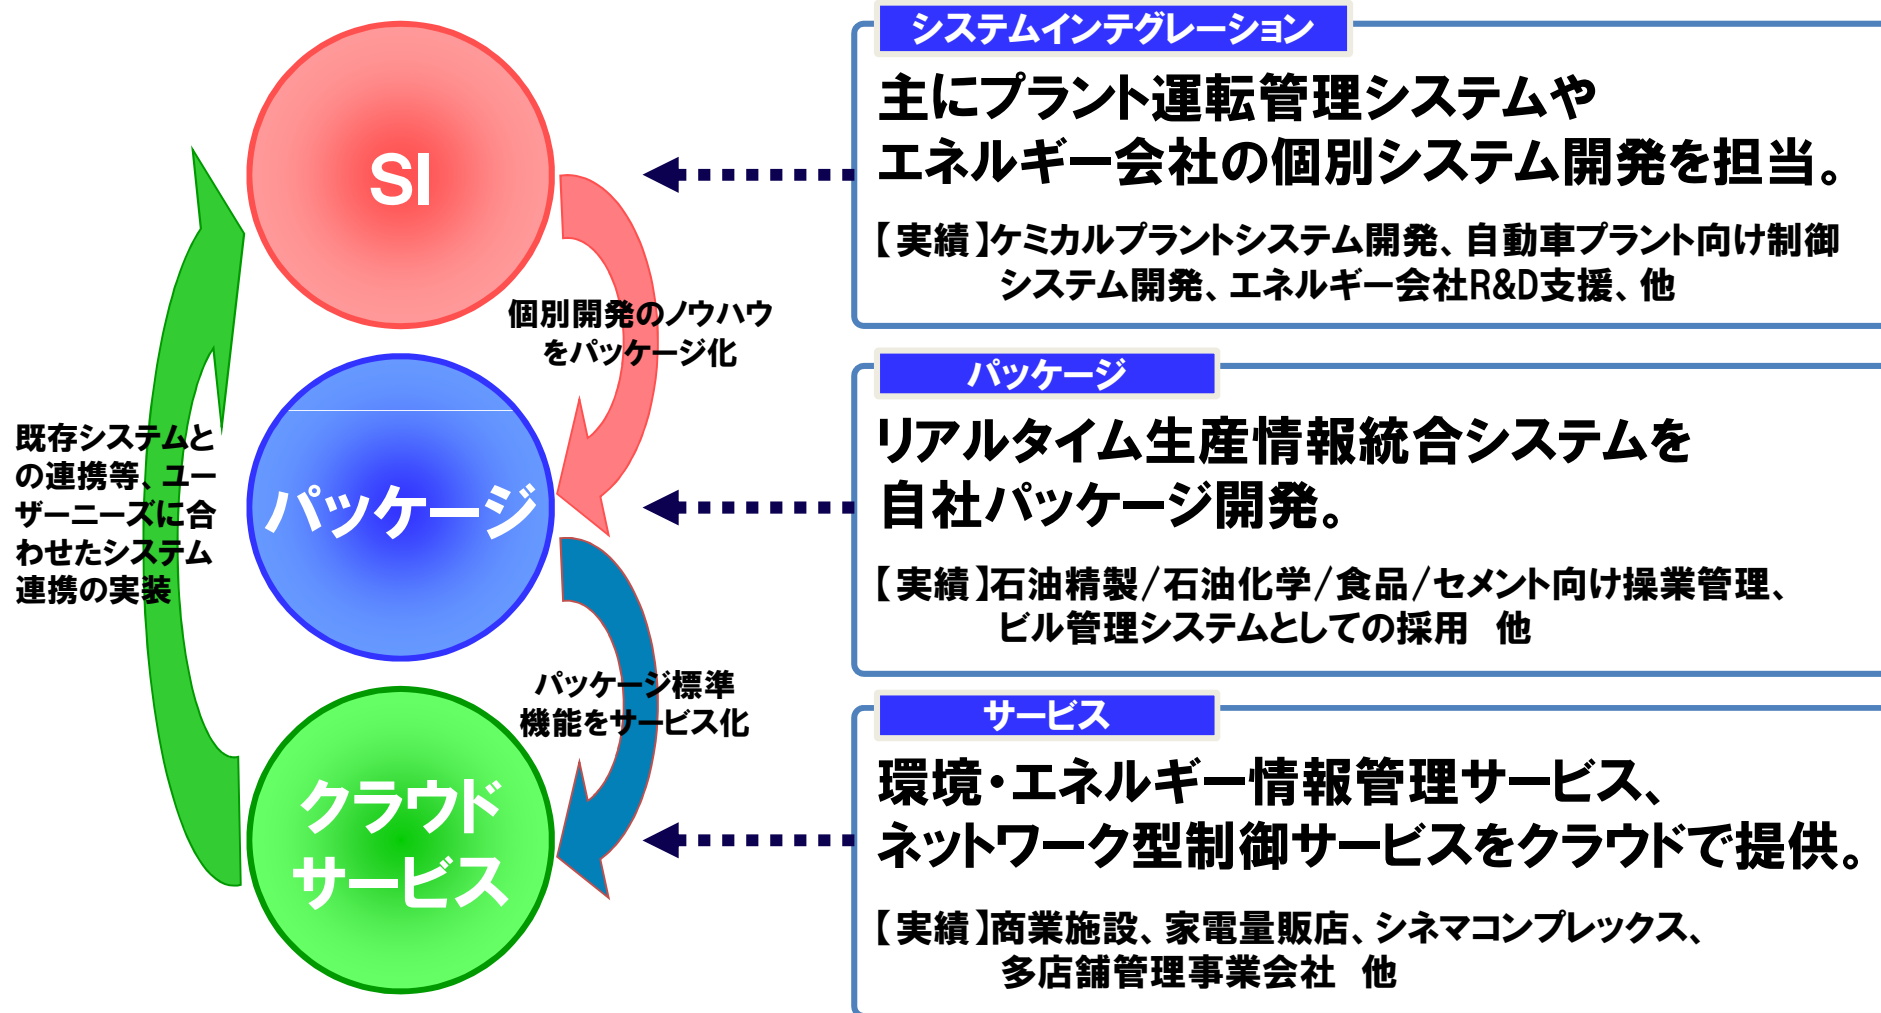 SI
個別開発のノウハウ
をパッケージ化
パッケージ
既存システムと
の連携等、ユー
ザーニーズに合
わせたシステム
連携の実装
パッケージ標準
機能をサービス化
クラウド
サービス
システムインテグレーション
主にプラント運転管理システムや
エネルギー会社の個別システム開発を担当。
【実績】ケミカルプラントシステム開発、自動車プラント向け制御
システム開発、エネルギー会社R&D支援、他
パッケージ
リアルタイム生産情報統合システムを
自社パッケージ開発。
【実績】石油精製/石油化学/食品/セメント向け操業管理、
ビル管理システムとしての採用　他
サービス
環境・エネルギー情報管理サービス、
ネットワーク型制御サービスをクラウドで提供。
【実績】商業施設、家電量販店、シネマコンプレックス、
多店舗管理事業会社　他